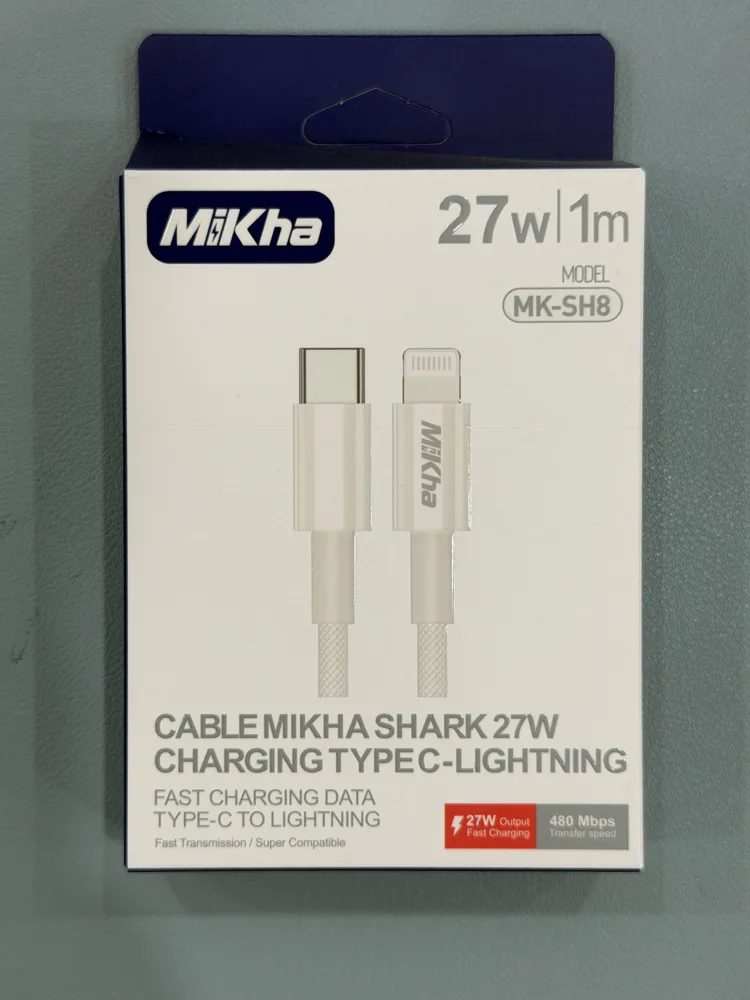 MiKha
27w|1m
MODEL
MK-SH8
MiKha
CABLE MIKHA SHARK 27W
CHARGING TYPE C-LIGHTNING
FAST CHARGING DATA
TYPE-C TO LIGHTNING
Fast Transmission / Super Compatible
27W Output
Fast Charging
480 Mbps
Transfer speed